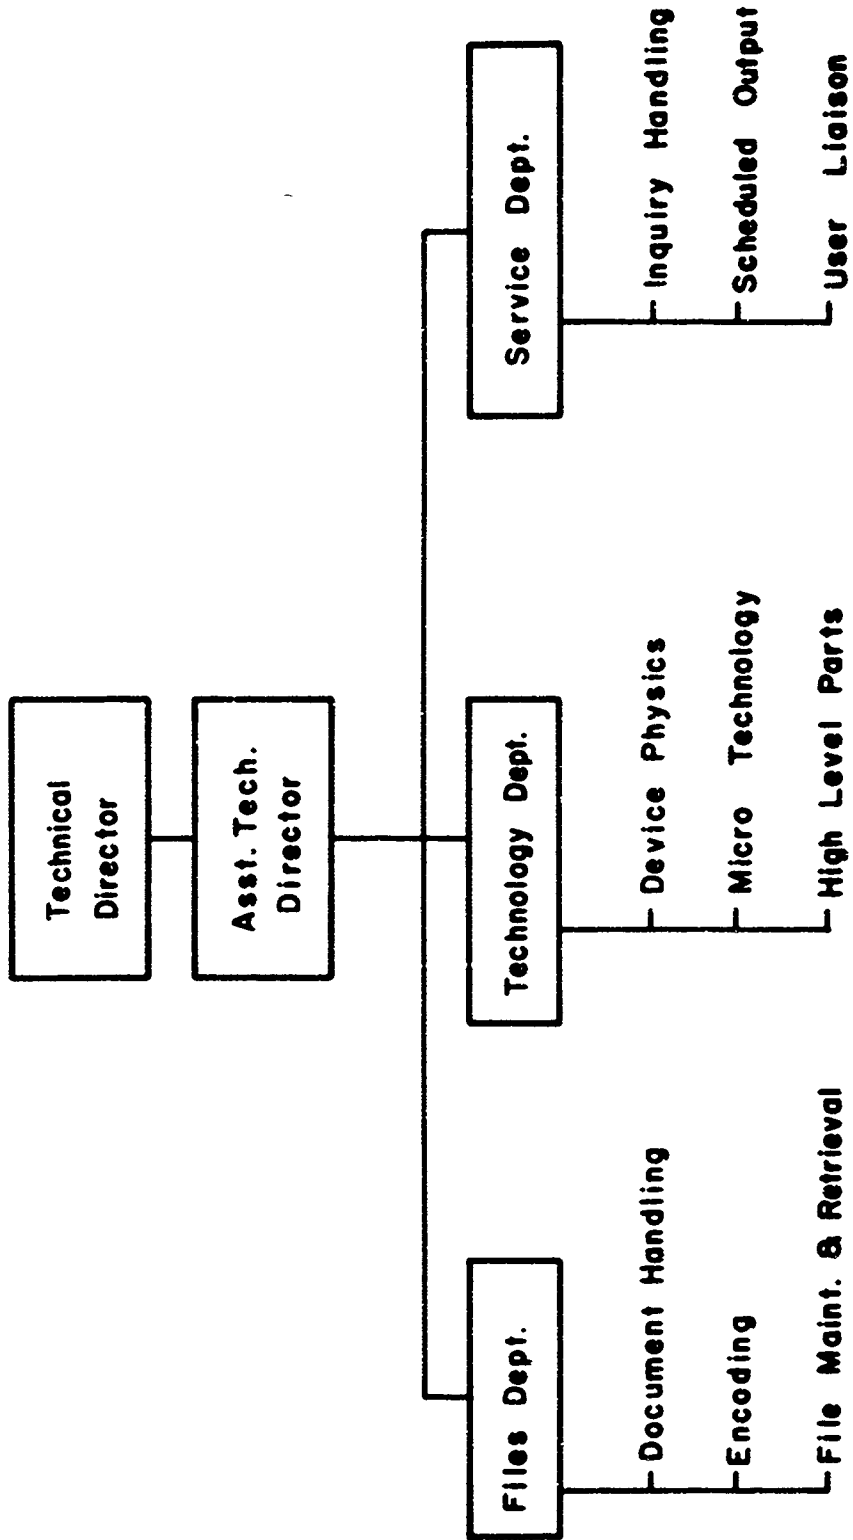 Technical
Director
Asst. Tech.
Director
Files Dept.
Document Handling
Encoding
File Maint. & Retrieval
Technology Dept.
Device Physics
Micro Technology
High Level Parts
Service Dept.
Inquiry Handling
Scheduled Output
User Liaison